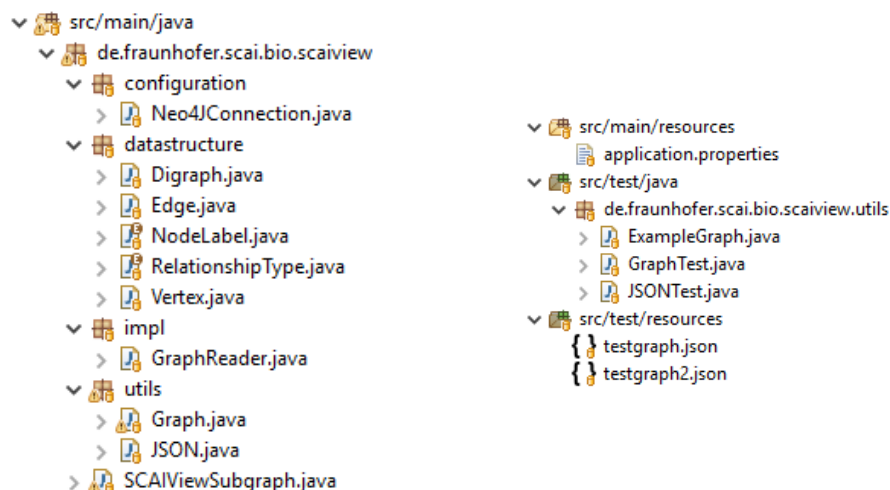 src/main/java
de.fraunhofer.scai.bio.scaiview
configuration
Neo4JConnection.java
datastructure
Digraph.java
Edge.java
NodeLabel.java
RelationshipType.java
Vertex.java
impl
GraphReader.java
utils
Graph.java
JSON.java
SCAIViewSubgraph.java
src/main/resources
application.properties
src/test/java
de.fraunhofer.scai.bio.scaiview.utils
ExampleGraph.java
GraphTest.java
JSONTest.java
src/test/resources
testgraph.json
testgraph2.json